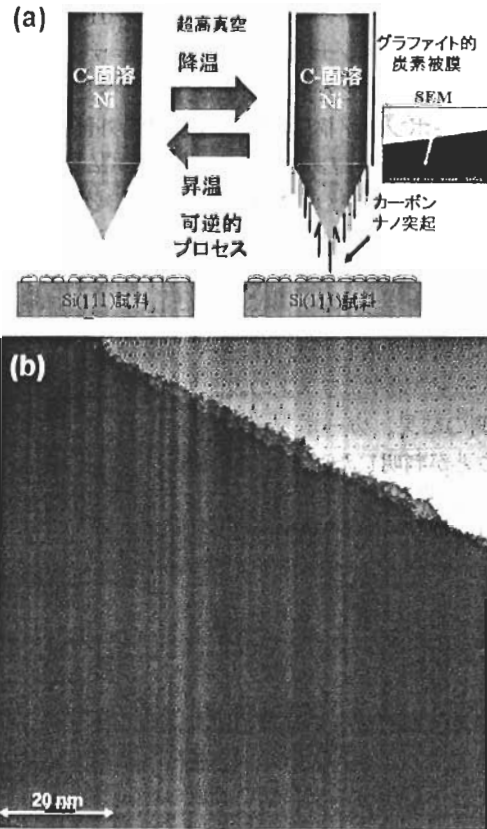 (a)
超高真空
C-固溶
Ni
降温
昇温
可逆的
プロセス
C-固溶
Ni
グラファイト的
炭素被膜
SEM
カーボン
ナノ突起
Si(111)試料
Si(111)試料
(b)
20 nm